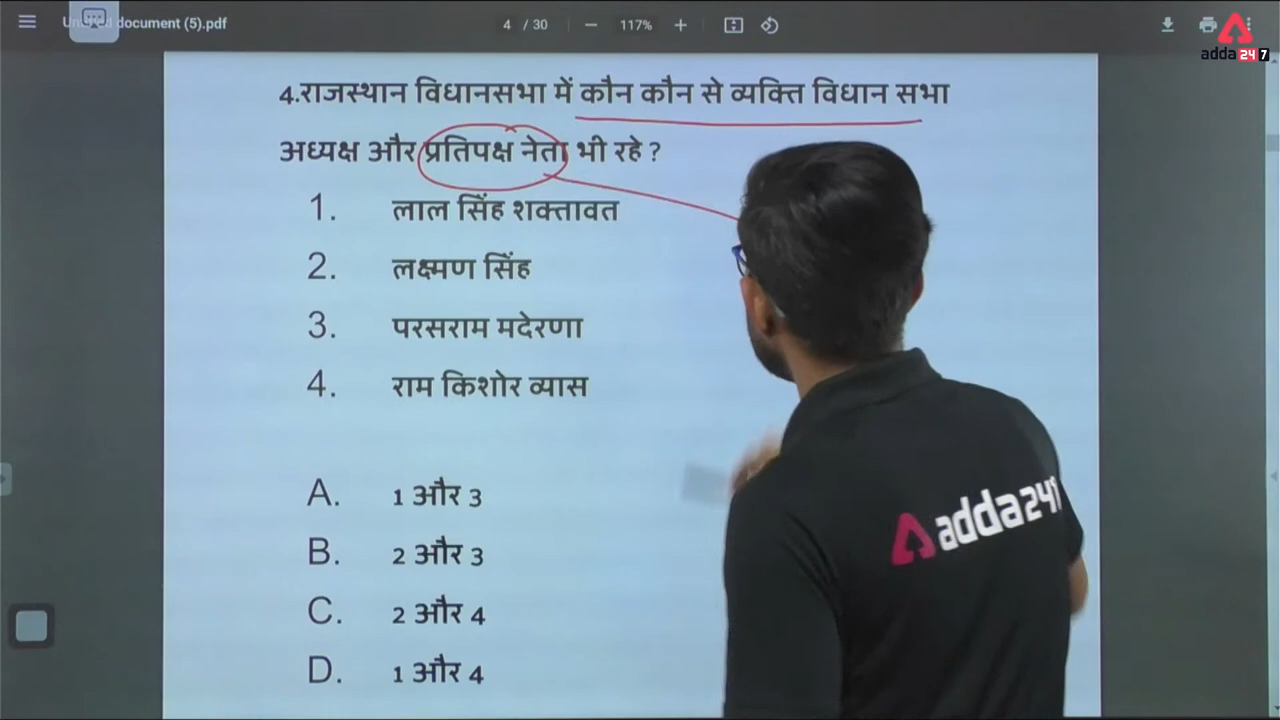 document (5).pdf
4 / 30
117%
adda247
4.राजस्थान विधानसभा में कौन कौन से व्यक्ति विधान सभा
अध्यक्ष और प्रतिपक्ष नेता भी रहे ?
1. लाल सिंह शक्तावत
2. लक्ष्मण सिंह
3. परसराम मदेरणा
4. राम किशोर व्यास
A. 1 और 3
B. 2 और 3
C. 2 और 4
D. 1 और 4
adda247